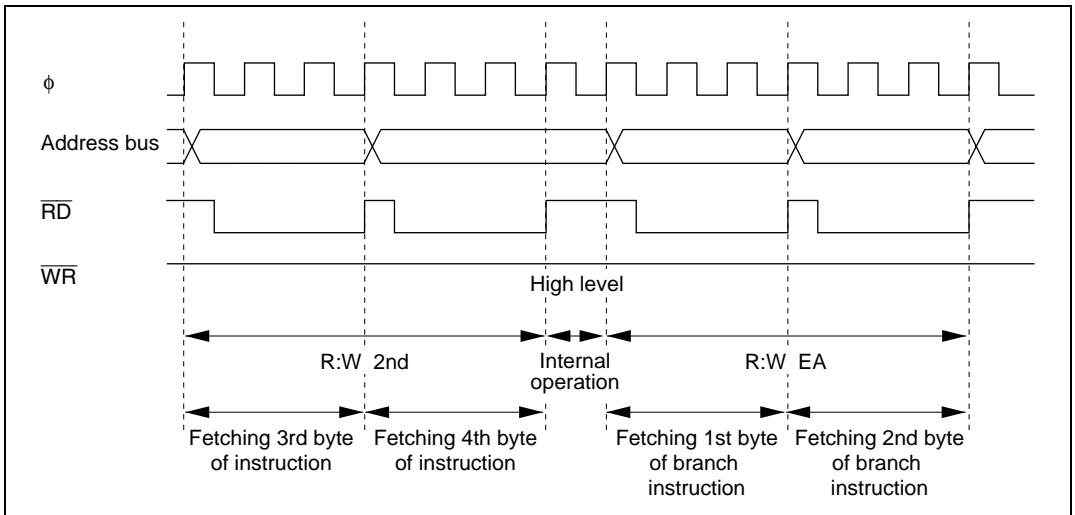 φ
Address bus
RD
WR
High level
R:W 2nd
Internal
operation
R:W EA
Fetching 3rd byte
of instruction
Fetching 4th byte
of instruction
Fetching 1st byte
of branch
instruction
Fetching 2nd byte
of branch
instruction